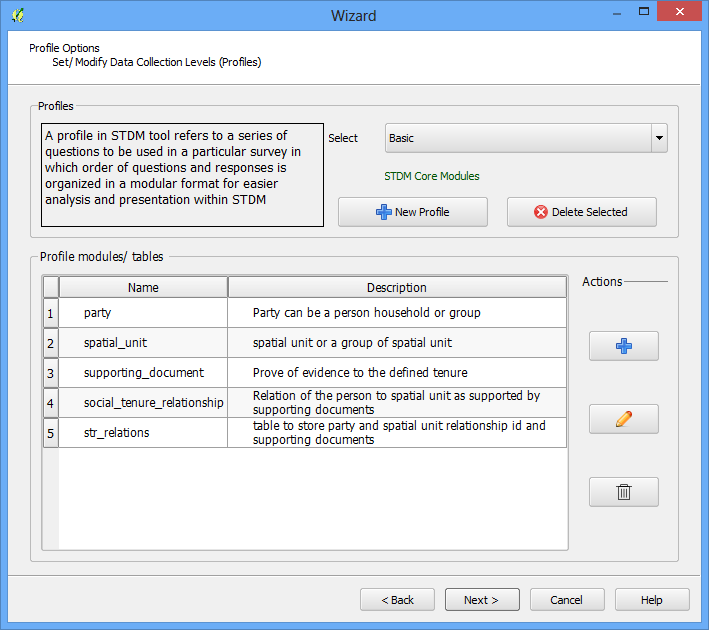 Wizard
Profile Options
Set/Modify Data Collection Levels (Profiles)
Profiles
A profile in STDM tool refers to a series of
questions to be used in a particular survey in
which order of questions and responses is
organized in a modular format for easier
analysis and presentation within STDM
Select
Basic
STDM Core Modules
New Profile
Delete Selected
Profile modules/ tables
Name Description
1 party Party can be a person household or group
2 spatial_unit spatial unit or a group of spatial unit
3 supporting_document Prove of evidence to the defined tenure
4 social_tenure_relationship Relation of the person to spatial unit as supported by
supporting documents
5 str_relations table to store party and spatial unit relationship id and
supporting documents
Actions
< Back
Next >
Cancel
Help